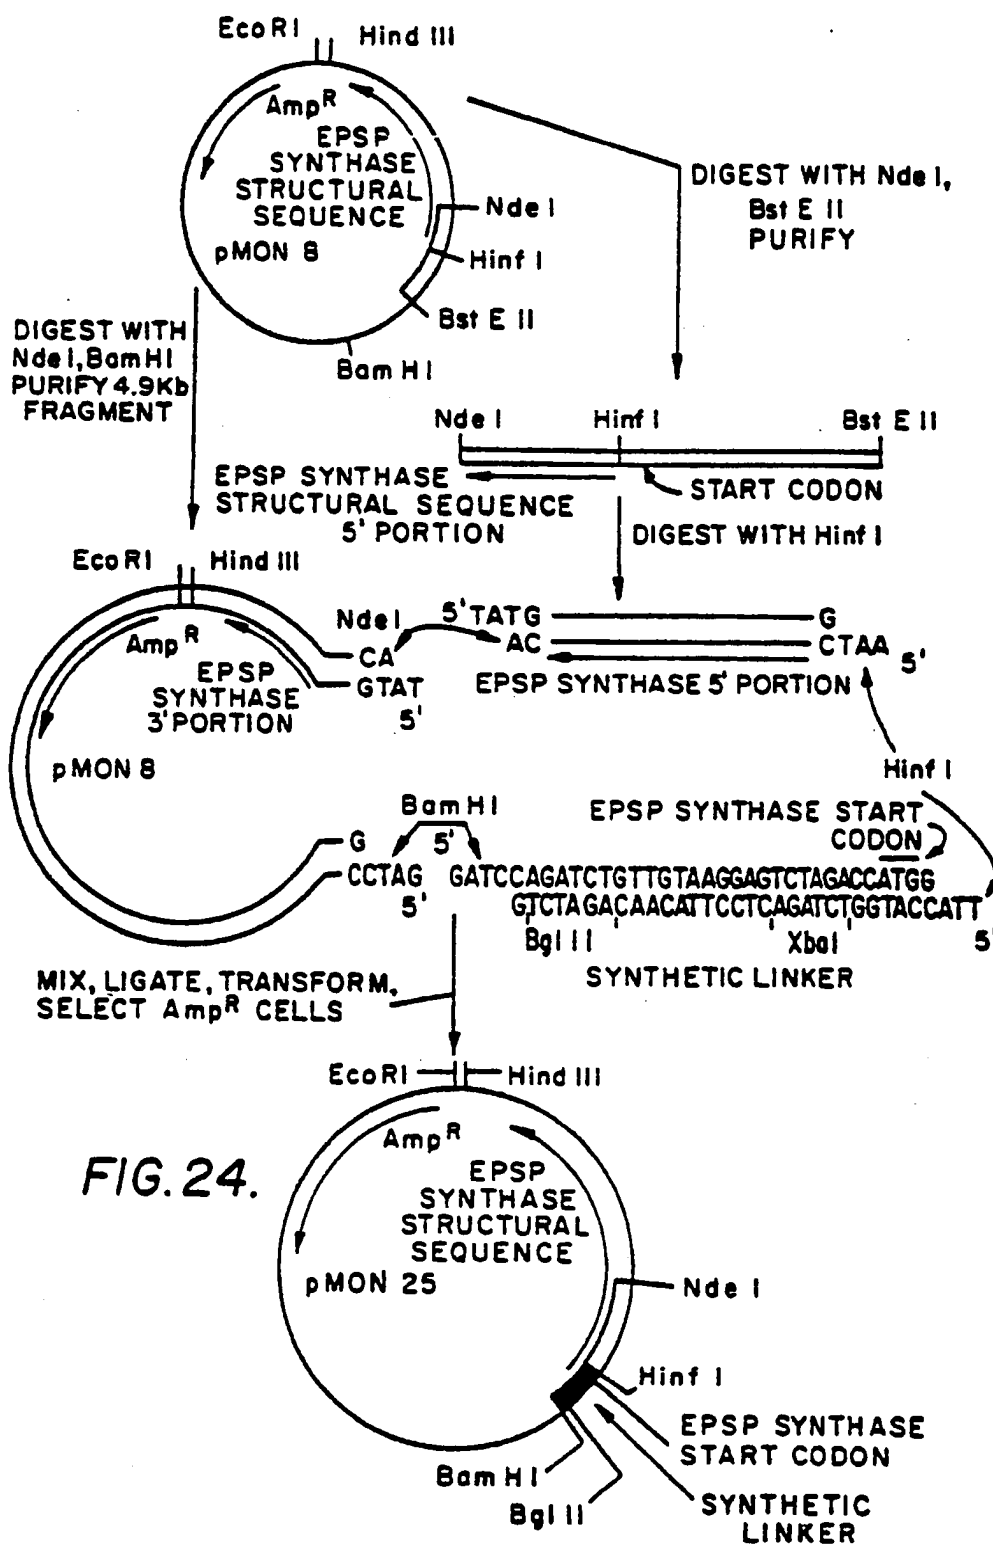 EcoRI
Hind III
AmpR
EPSP
SYNTHASE
STRUCTURAL
SEQUENCE
pMON 8
Nde I
Hinf I
Bst E II
BamHI
DIGEST WITH Nde I,
Bst E II
PURIFY
DIGEST WITH
Nde I, BamHI
PURIFY 4.9Kb
FRAGMENT
Nde I
Hinf I
Bst E II
EPSP SYNTHASE
STRUCTURAL SEQUENCE
5' PORTION
START CODON
DIGEST WITH Hinf I
EcoRI
Hind III
AmpR
EPSP
SYNTHASE
3' PORTION
pMON 8
Nde I
CA
GTAT
5'
5'TATG
AC
G
CTAA
5'
EPSP SYNTHASE 5' PORTION
Hinf I
BamHI
EPSP SYNTHASE START
CODON
G
CCTAG
5'
5'
GATCCAGATCTGTTGTAAGGAGTCTAGACCATGG
GTCTAGACAACATTCCTCAGATCTGGTACCATT
5'
Bgl II
XbaI
SYNTHETIC LINKER
MIX, LIGATE, TRANSFORM,
SELECT AmpR CELLS
EcoRI
Hind III
AmpR
EPSP
SYNTHASE
STRUCTURAL
SEQUENCE
pMON 25
FIG. 24.
Nde I
Hinf I
EPSP SYNTHASE
START CODON
BamHI
Bgl II
SYNTHETIC
LINKER